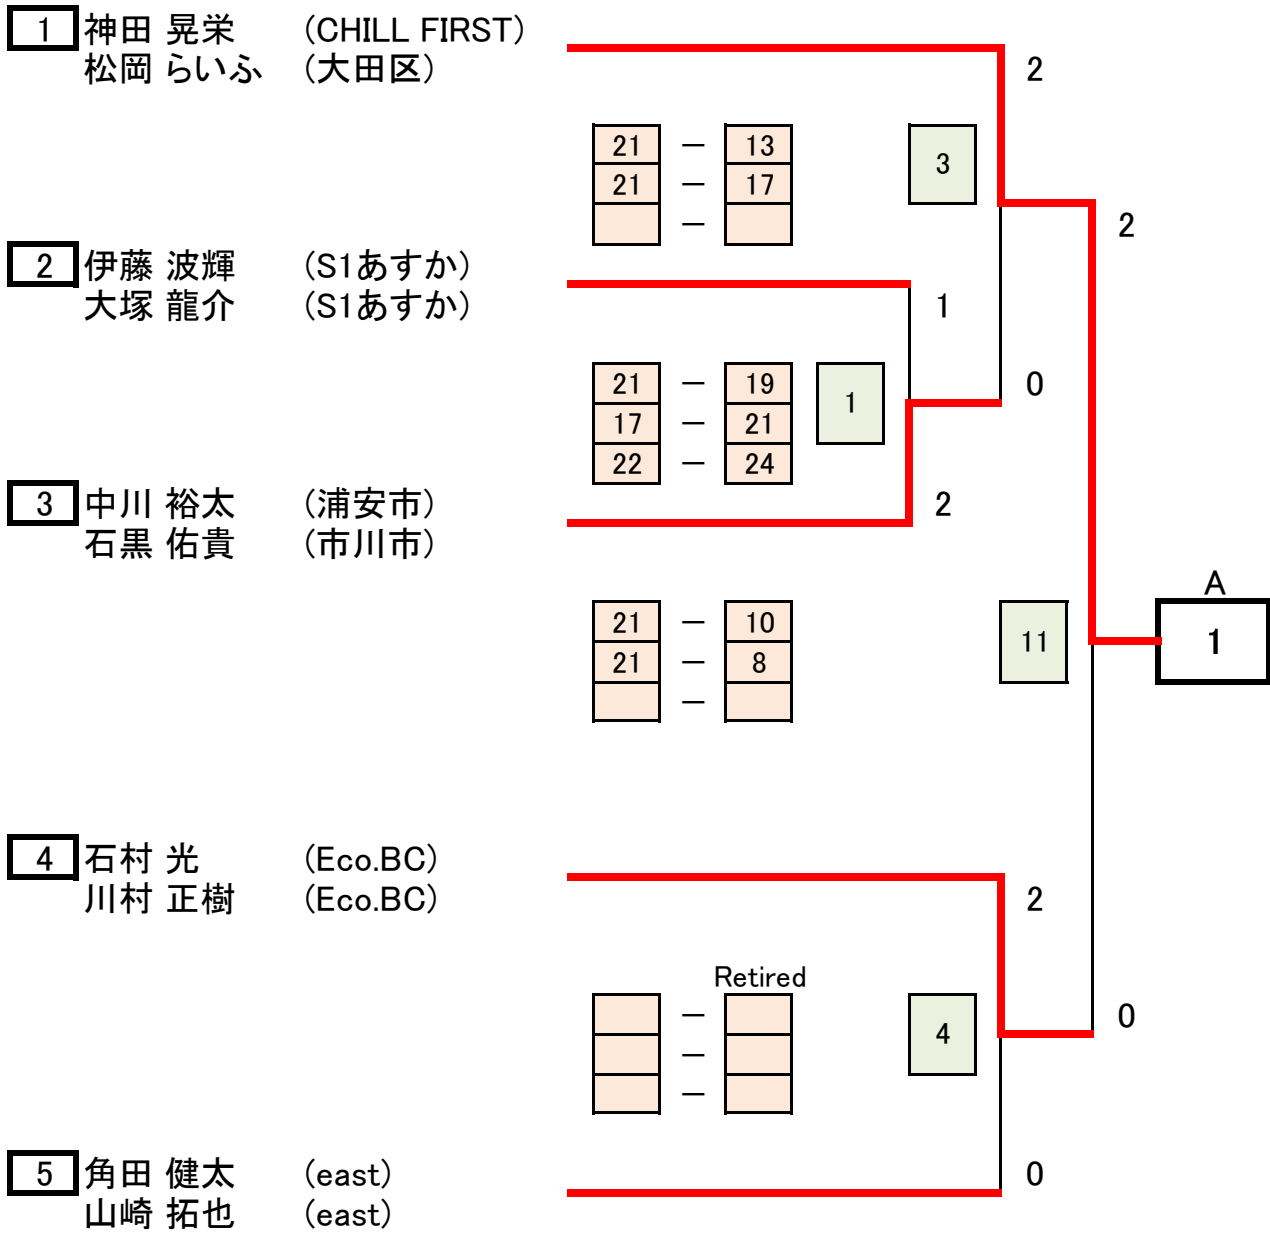 1 神田 晃栄 (CHILL FIRST)
松岡 らいふ (大田区)
2
21 － 13
3
21 － 17
－
2
2 伊藤 波輝 (S1あすか)
大塚 龍介 (S1あすか)
1
21 － 19
0
1
17 － 21
22 － 24
3 中川 裕太 (浦安市)
2
石黒 佑貴 (市川市)
A
21 － 10
11
1
21 － 8
－
4 石村 光 (Eco.BC)
川村 正樹 (Eco.BC)
2
Retired
－
0
4
－
－
5 角田 健太 (east)
0
山崎 拓也 (east)